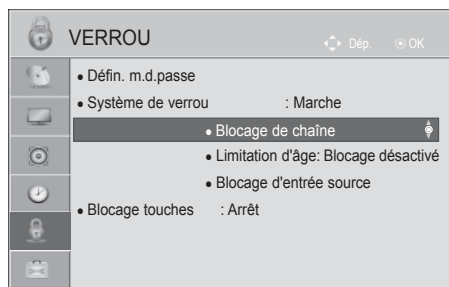 VERROU
Dép. OK
• Défin. m.d.passe
• Système de verrou : Marche
• Blocage de chaîne
• Limitation d'âge: Blocage désactivé
• Blocage d'entrée source
• Blocage touches : Arrêt